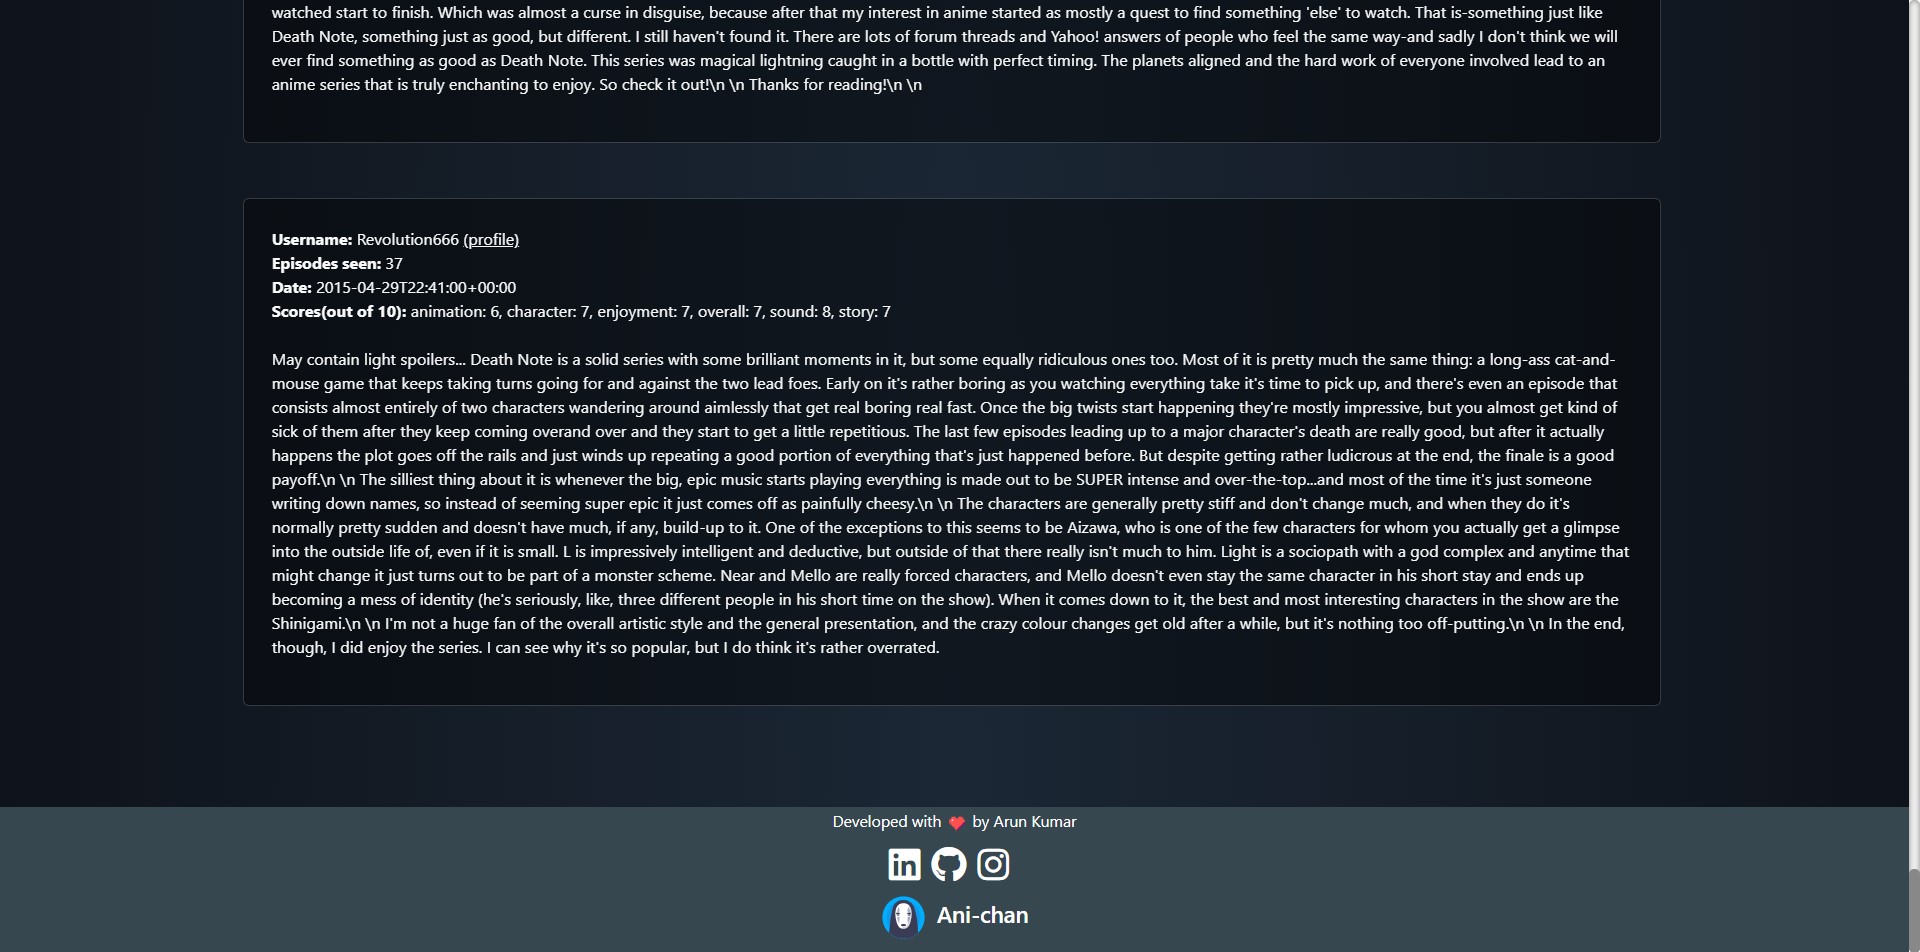 watched start to finish. Which was almost a curse in disguise, because after that my interest in anime started as mostly a quest to find something 'else' to watch. That is-something just like
Death Note, something just as good, but different. I still haven't found it. There are lots of forum threads and Yahoo! answers of people who feel the same way-and sadly I don't think we will
ever find something as good as Death Note. This series was magical lightning caught in a bottle with perfect timing. The planets aligned and the hard work of everyone involved lead to an
anime series that is truly enchanting to enjoy. So check it out!\n \n Thanks for reading!\n \n
Username: Revolution666 (profile)
Episodes seen: 37
Date: 2015-04-29T22:41:00+00:00
Scores(out of 10): animation: 6, character: 7, enjoyment: 7, overall: 7, sound: 8, story: 7
May contain light spoilers... Death Note is a solid series with some brilliant moments in it, but some equally ridiculous ones too. Most of it is pretty much the same thing: a long-ass cat-and-
mouse game that keeps taking turns going for and against the two lead foes. Early on it's rather boring as you watching everything take it's time to pick up, and there's even an episode that
consists almost entirely of two characters wandering around aimlessly that get real boring real fast. Once the big twists start happening they're mostly impressive, but you almost get kind of
sick of them after they keep coming overand over and they start to get a little repetitious. The last few episodes leading up to a major character's death are really good, but after it actually
happens the plot goes off the rails and just winds up repeating a good portion of everything that's just happened before. But despite getting rather ludicrous at the end, the finale is a good
payoff.\n \n The silliest thing about it is whenever the big, epic music starts playing everything is made out to be SUPER intense and over-the-top...and most of the time it's just someone
writing down names, so instead of seeming super epic it just comes off as painfully cheesy.\n \n The characters are generally pretty stiff and don't change much, and when they do it's
normally pretty sudden and doesn't have much, if any, build-up to it. One of the exceptions to this seems to be Aizawa, who is one of the few characters for whom you actually get a glimpse
into the outside life of, even if it is small. L is impressively intelligent and deductive, but outside of that there really isn't much to him. Light is a sociopath with a god complex and anytime that
might change it just turns out to be part of a monster scheme. Near and Mello are really forced characters, and Mello doesn't even stay the same character in his short stay and ends up
becoming a mess of identity (he's seriously, like, three different people in his short time on the show). When it comes down to it, the best and most interesting characters in the show are the
Shinigami.\n \n I'm not a huge fan of the overall artistic style and the general presentation, and the crazy colour changes get old after a while, but it's nothing too off-putting.\n \n In the end,
though, I did enjoy the series. I can see why it's so popular, but I do think it's rather overrated.
Developed with ❤️ by Arun Kumar
in
Ani-chan